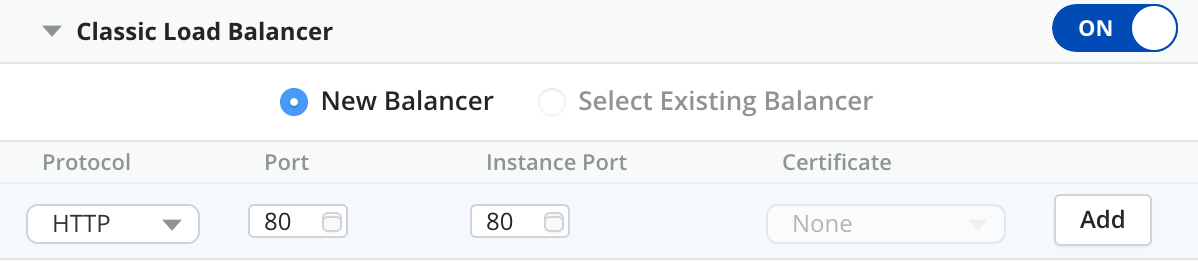 Classic Load Balancer
ON
New Balancer Select Existing Balancer
Protocol Port Instance Port Certificate
HTTP 80 80 None Add